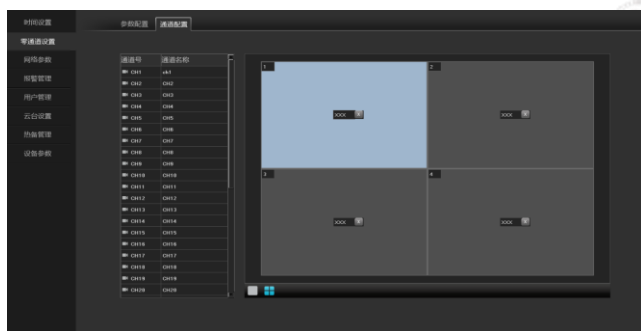 时间设置
零通道设置
网络参数
报警管理
用户管理
云台设置
热备管理
设备参数
参数配置 通道配置
通道号 通道名称
CH1
CH2 CH2
CH3 CH3
CH4 CH4
CH5 CH5
CH6 CH6
CH7 CH7
CH8 CH8
CH9 CH9
CH10 CH10
CH11 CH11
CH12 CH12
CH13 CH13
CH14 CH14
CH15 CH15
CH16 CH16
CH17 CH17
CH18 CH18
CH19 CH19
CH20 CH20
1 2
XXX XXX
3 4
XXX XXX